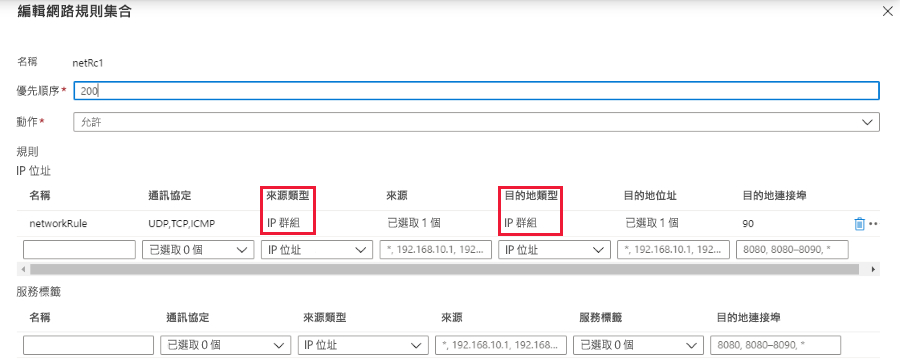 編輯網路規則集合
名稱 netRc1
優先順序* 200
動作* 允許
規則
IP 位址
名稱 通訊協定 來源類型 來源 目的地類型 目的地位址 目的地連接埠
networkRule UDP,TCP,ICMP IP 群組 已選取 1 個 IP 群組 已選取 1 個 90
已選取 0 個 IP 位址 *, 192.168.10.1, 192... IP 位址 *, 192.168.10.1, 192... 8080, 8080–8090, *
服務標籤
名稱 通訊協定 來源類型 來源 服務標籤 目的地連接埠
已選取 0 個 IP 位址 *, 192.168.10.1, 192.168... 已選取 0 個 8080, 8080–8090, *